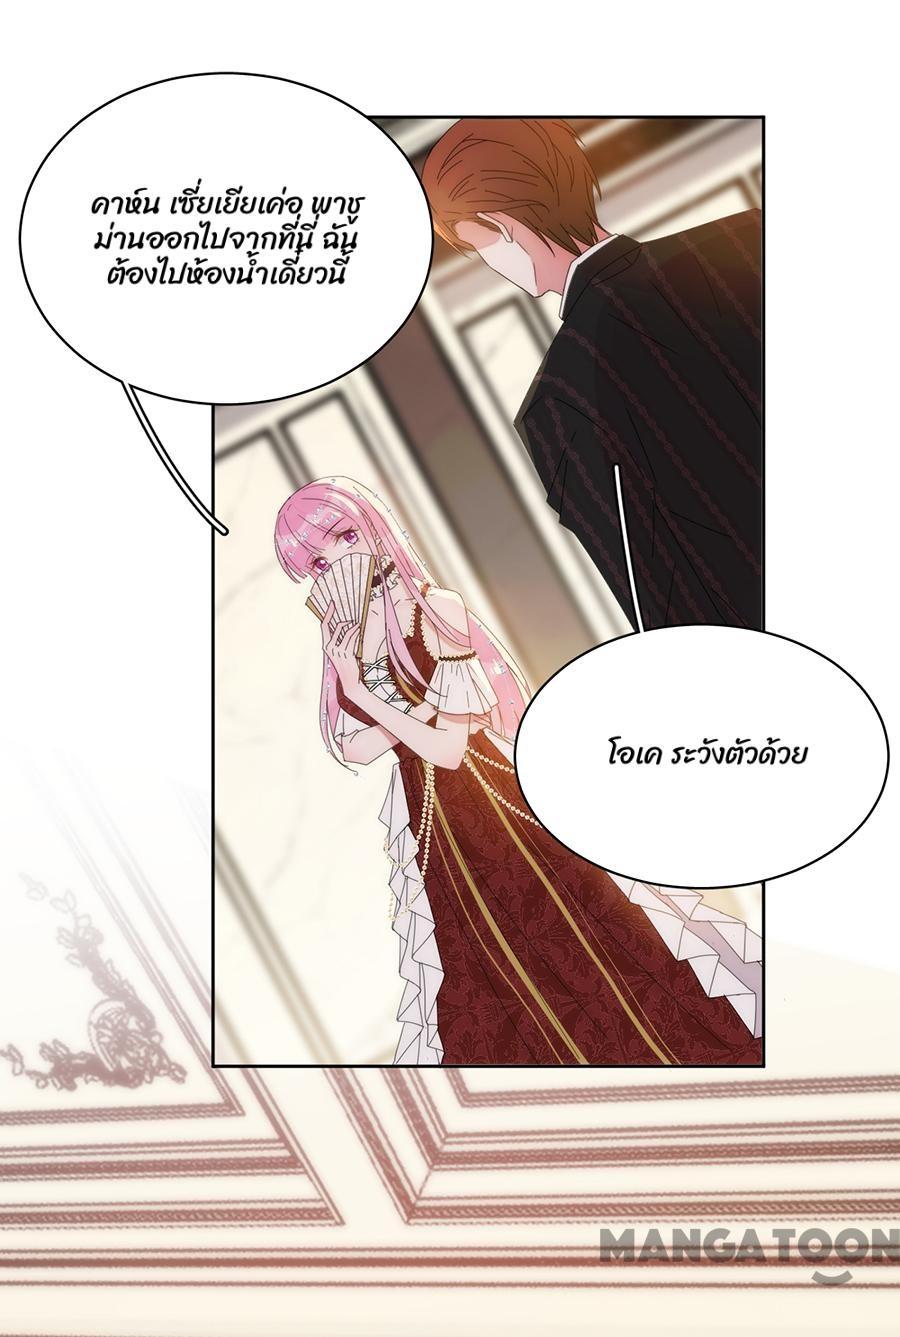 คาห์น เซี่ยเยียเค่อ พาชู
ม่านออกไปจากที่นี่ ฉัน
ต้องไปห้องน้ำเดี๋ยวนี้
โอเค ระวังตัวด้วย
MANGATOON